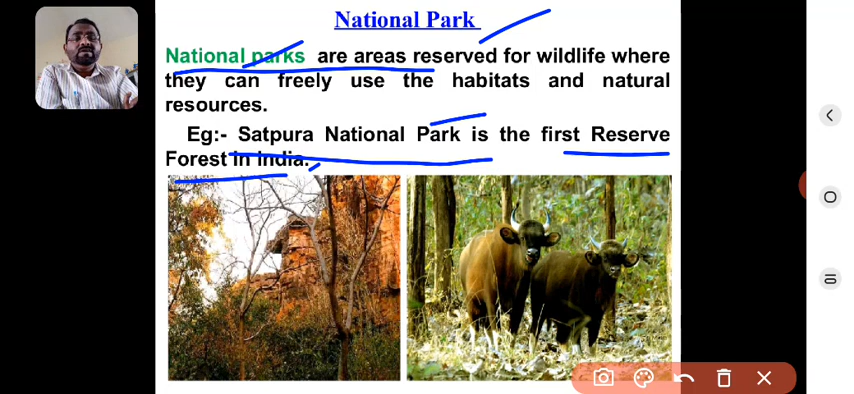 National Park
National parks are areas reserved for wildlife where
they can freely use the habitats and natural
resources.
Eg:- Satpura National Park is the first Reserve
Forest in India.